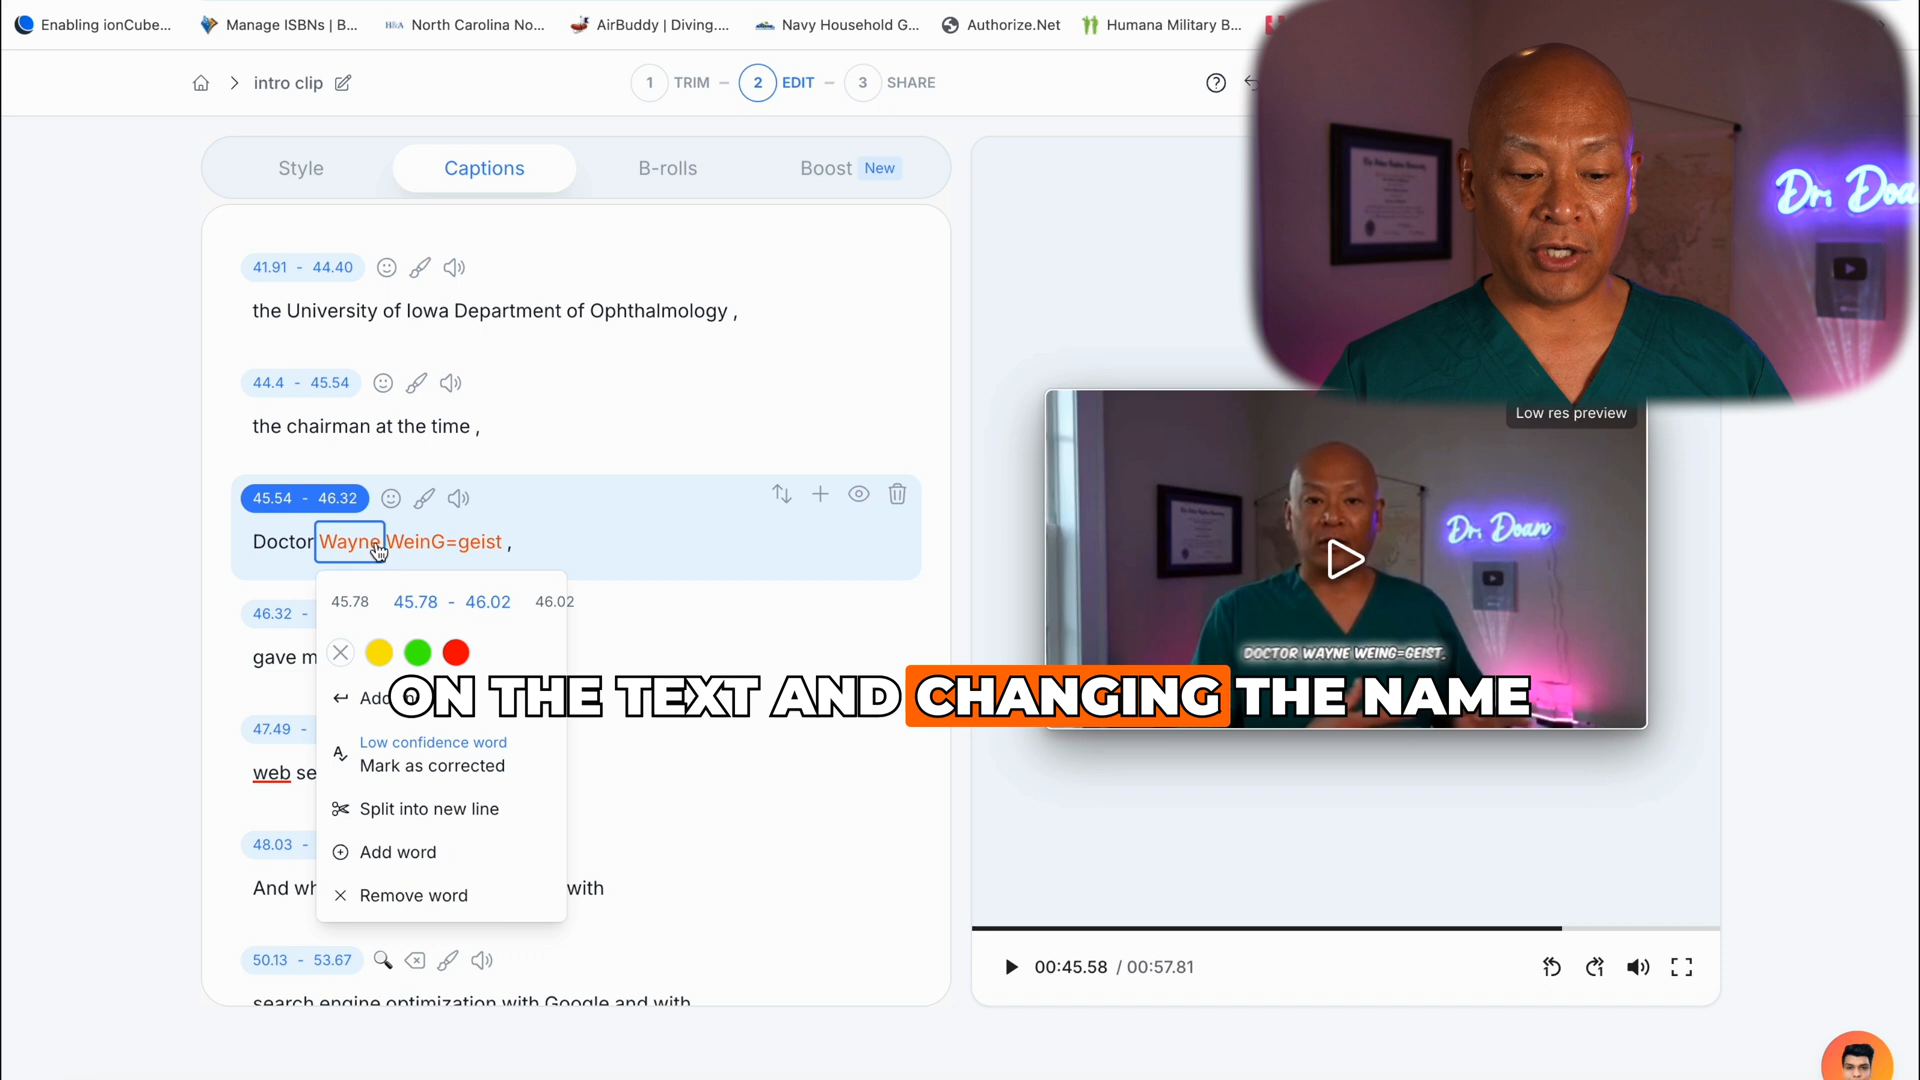 Enabling ionCube...
Manage ISBNs | B...
H&A North Carolina No...
AirBuddy | Diving....
Navy Household G...
Authorize.Net
Humana Military B...
intro clip
1 TRIM – 2 EDIT – 3 SHARE
Style
Captions
B-rolls
Boost New
41.91 - 44.40
the University of Iowa Department of Ophthalmology ,
44.4 - 45.54
the chairman at the time ,
45.54 - 46.32
Doctor Wayne WeinG=geist ,
45.78 45.78 - 46.02 46.02
46.32 -
gave m
Add
47.49 -
Low confidence word
Mark as corrected
web se
Split into new line
48.03 -
Add word
And wh
with
Remove word
50.13 - 53.67
search engine optimization with Google and with
Dr. Doan
Low res preview
Dr. Doan
DOCTOR WAYNE WEING=GEIST,
ON THE TEXT AND CHANGING THE NAME
00:45.58 / 00:57.81